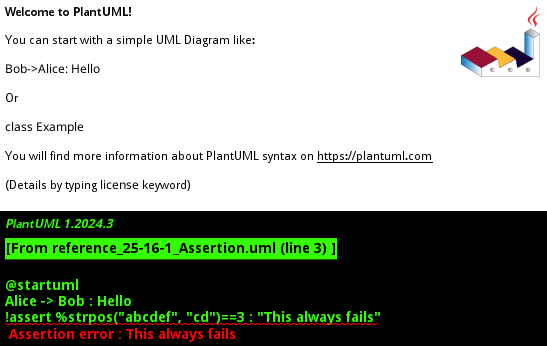 Welcome to PlantUML!
You can start with a simple UML Diagram like:
Bob->Alice: Hello
Or
class Example
You will find more information about PlantUML syntax on https://plantuml.com
(Details by typing license keyword)
PlantUML 1.2024.3
[From reference_25-16-1_Assertion.uml (line 3) ]
@startuml
Alice -> Bob : Hello
!assert %strpos("abcdef", "cd")==3 : "This always fails"
Assertion error : This always fails